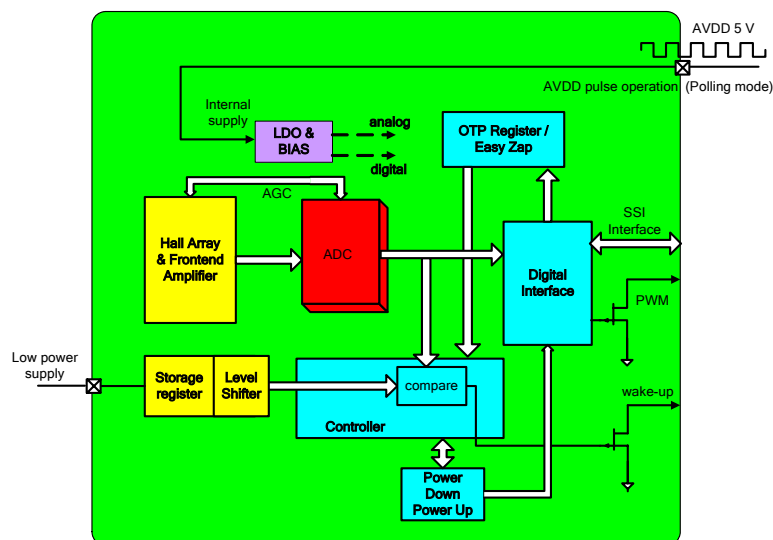 AVDD 5 V
AVDD pulse operation (Polling mode)
Internal
supply
LDO &
BIAS
analog
digital
OTP Register /
Easy Zap
AGC
Hall Array
& Frontend
Amplifier
ADC
Digital
Interface
SSI
Interface
PWM
Low power
supply
Storage
register
Level
Shifter
compare
Controller
wake-up
Power
Down
Power Up